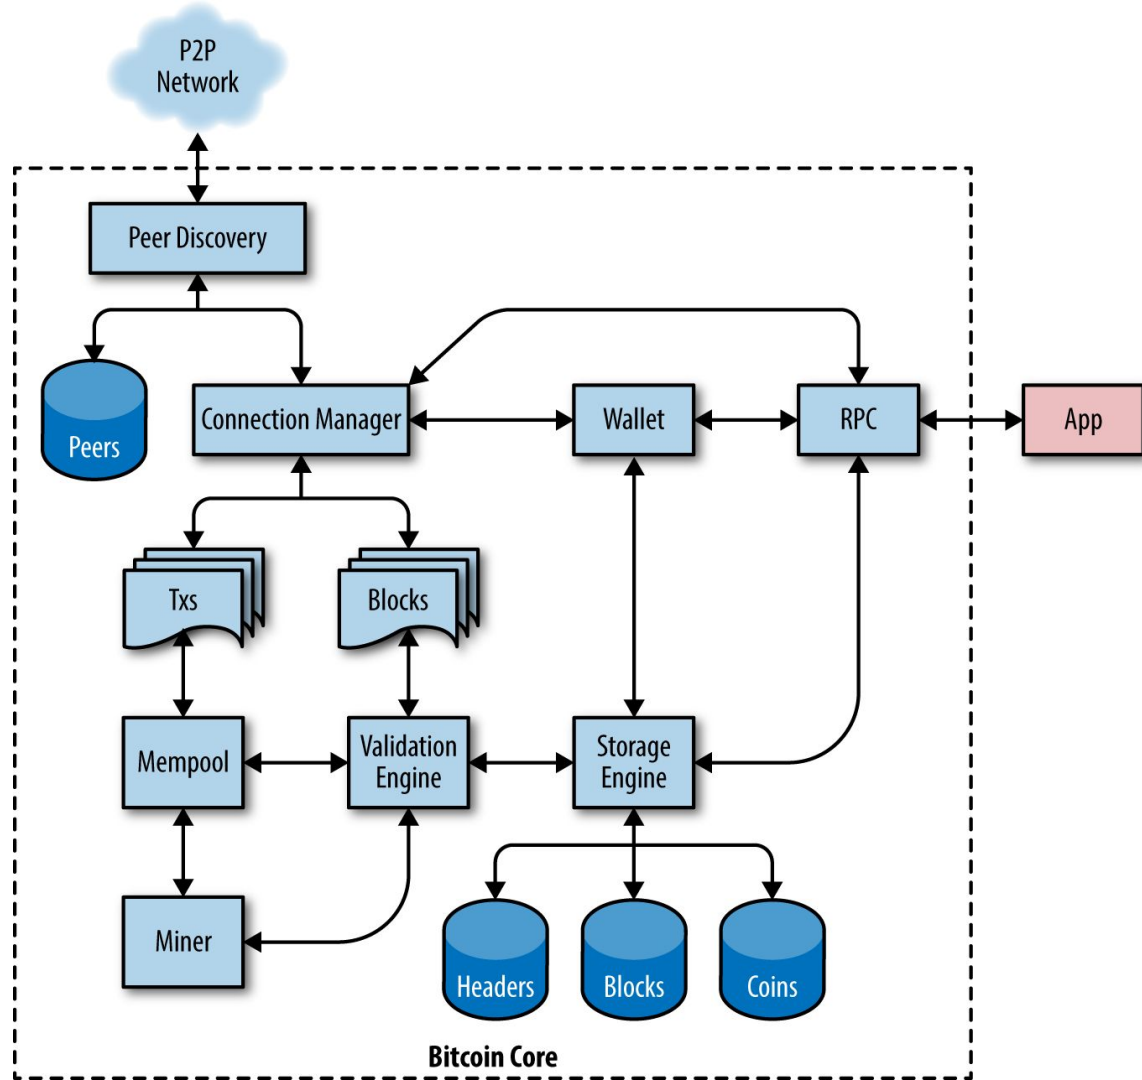 P2P
Network
Peer Discovery
Peers
Connection Manager
Wallet
RPC
App
Txs
Blocks
Mempool
Validation
Engine
Storage
Engine
Miner
Headers
Blocks
Coins
Bitcoin Core